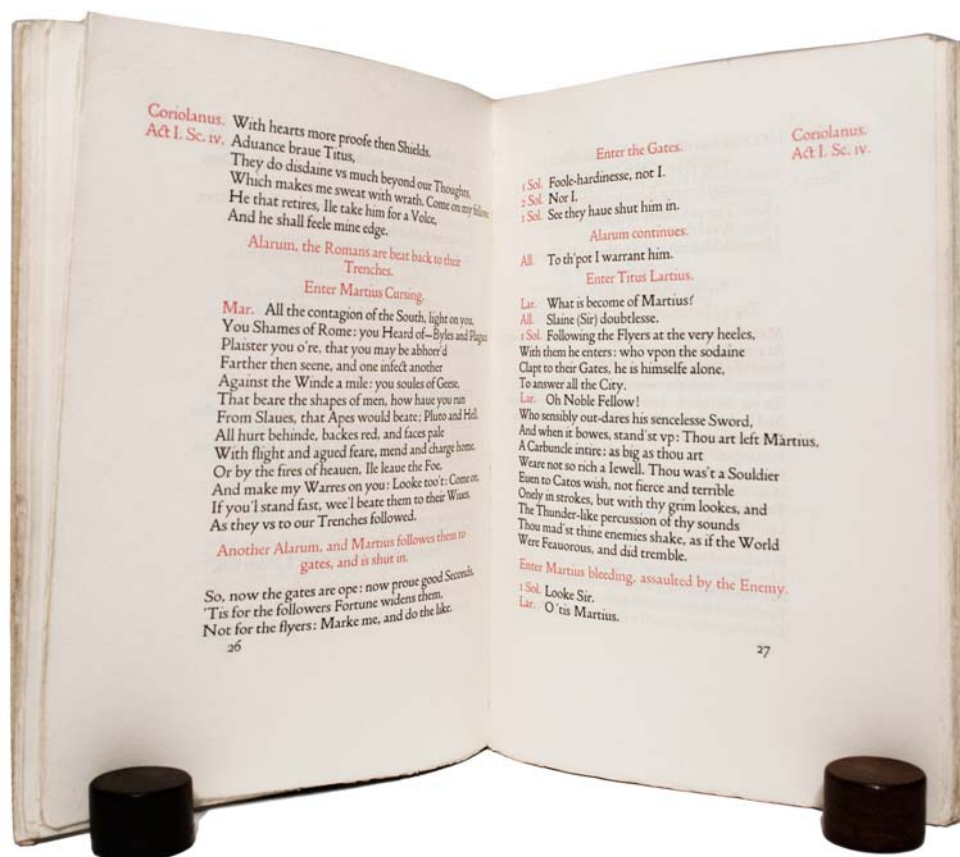 Coriolanus.
Act I. Sc. iv.
With hearts more proofe then Shields.
Aduance braue Titus,
They do disdaine vs much beyond our Thoughts,
Which makes me sweat with wrath. Come on my fellows
He that retires, Ile take him for a Volce,
And he shall feele mine edge.
Alarum, the Romans are beat back to their
Trenches.
Enter Martius Cursing.
Mar. All the contagion of the South, light on you,
You Shames of Rome: you Heard of—Byles and Plagues
Plaister you o're, that you may be abhorr'd
Farther then seene, and one infect another
Against the Winde a mile: you soules of Geese,
That beare the shapes of men, how haue you run
From Slaues, that Apes would beate; Pluto and Hell.
All hurt behinde, backes red, and faces pale
With flight and agued feare, mend and charge home.
Or by the fires of heauen, Ile leaue the Foe,
And make my Warres on you: Looke too't: Come on,
If you'l stand fast, wee'l beate them to their Wiues,
As they vs to our Trenches followed.
Another Alarum, and Martius followes them to
gates, and is shut in.
So, now the gates are ope: now proue good Seconds,
'Tis for the followers Fortune widens them,
Not for the flyers: Marke me, and do the like.
26
Coriolanus.
Act I. Sc. iv.
Enter the Gates.
1 Sol. Foole-hardinesse, not I.
2 Sol. Nor I.
1 Sol. See they haue shut him in.
Alarum continues.
All. To th'pot I warrant him.
Enter Titus Lartius.
Lar. What is become of Martius?
All. Slaine (Sir) doubtlesse.
1 Sol. Following the Flyers at the very heeles,
With them he enters: who vpon the sodaine
Clapt to their Gates, he is himselfe alone,
To answer all the City.
Lar. Oh Noble Fellow!
Who sensibly out-dares his sencelesse Sword,
And when it bowes, stand'st vp: Thou art left Martius,
A Carbuncle intire: as big as thou art
Weare not so rich a Iewell. Thou was't a Souldier
Euen to Catos wish, not fierce and terrible
Onely in strokes, but with thy grim lookes, and
The Thunder-like percussion of thy sounds
Thou mad'st thine enemies shake, as if the World
Were Feauorous, and did tremble.
Enter Martius bleeding, assaulted by the Enemy.
1 Sol. Looke Sir.
Lar. O'tis Martius.
27